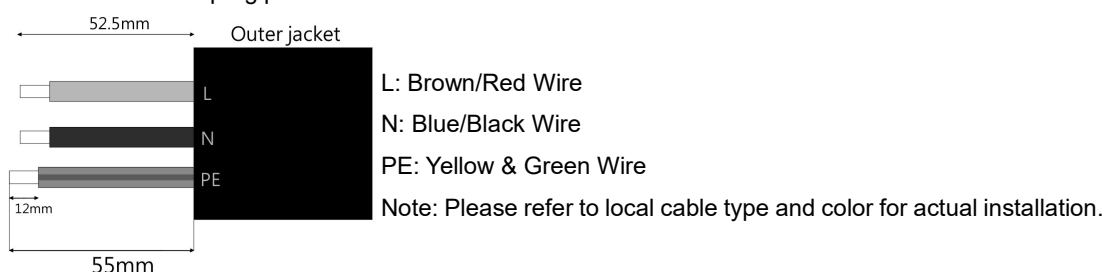 52.5mm
Outer jacket
L
N
PE
12mm
55mm
L: Brown/Red Wire
N: Blue/Black Wire
PE: Yellow & Green Wire
Note: Please refer to local cable type and color for actual installation.